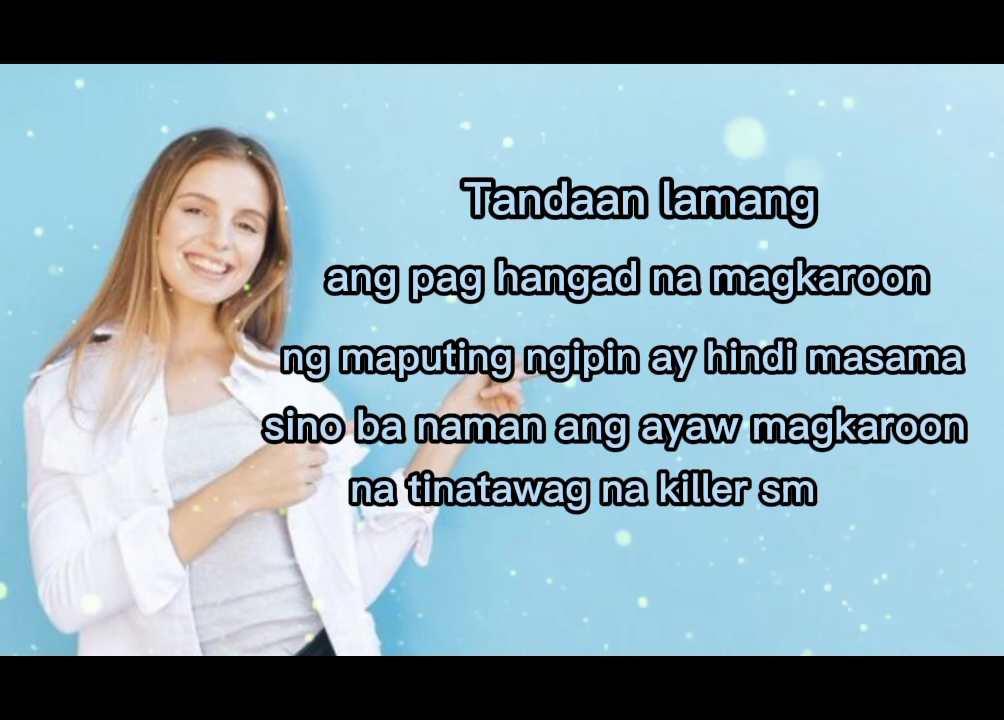 Tandaan lamang
ang pag hangad na magkaroon
ng maputing ngipin ay hindi masama
sino ba naman ang ayaw magkaroon
na tinatawag na killer sm